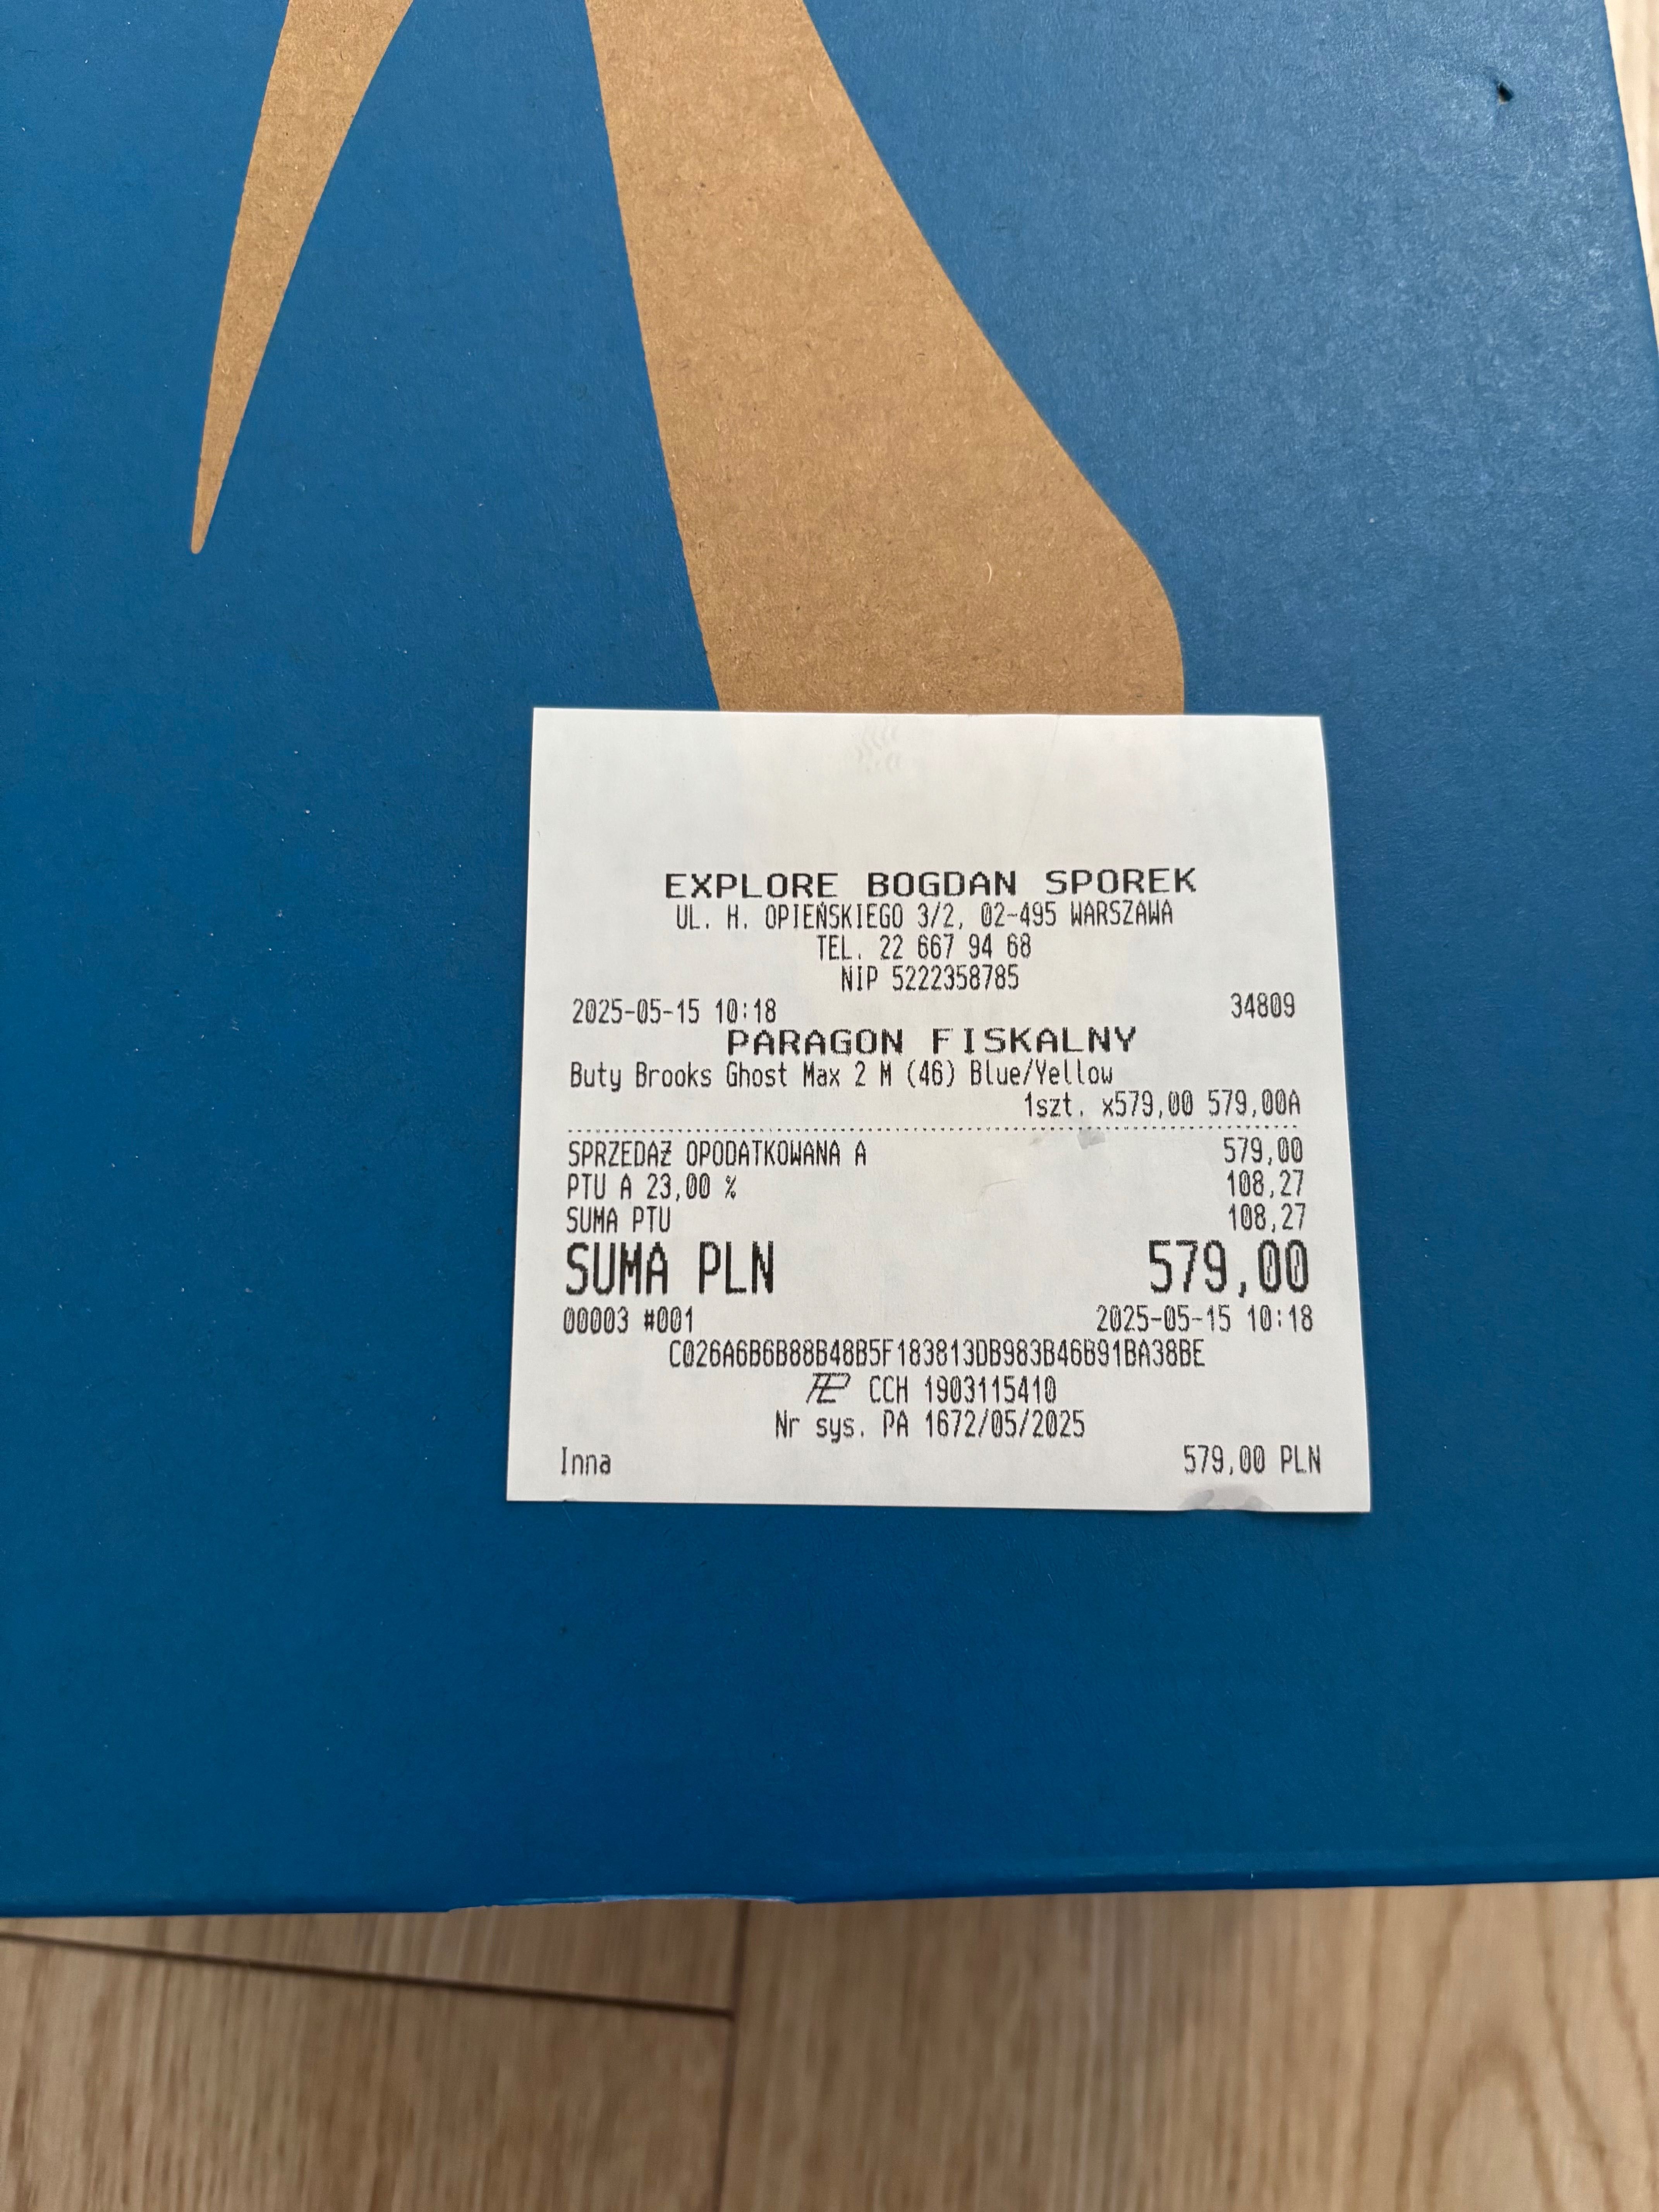 EXPLORE BOGDAN SPOREK
UL. H. OPIEŃSKIEGO 3/2, 02-495 WARSZAWA
TEL. 22 667 94 68
NIP 5222358785
2025-05-15 10:18 34809
PARAGON FISKALNY
Buty Brooks Ghost Max 2 M (46) Blue/Yellow
1szt. x579,00 579,00A
SPRZEDAŻ OPODATKOWANA A 579,00
PTU A 23,00 % 108,27
SUMA PTU 108,27
SUMA PLN 579,00
00003 #001 2025-05-15 10:18
C026A6B6B88B48B5F183813DB983B46B91BA38BE
CCH 1903115410
Nr sys. PA 1672/05/2025
Inna 579,00 PLN